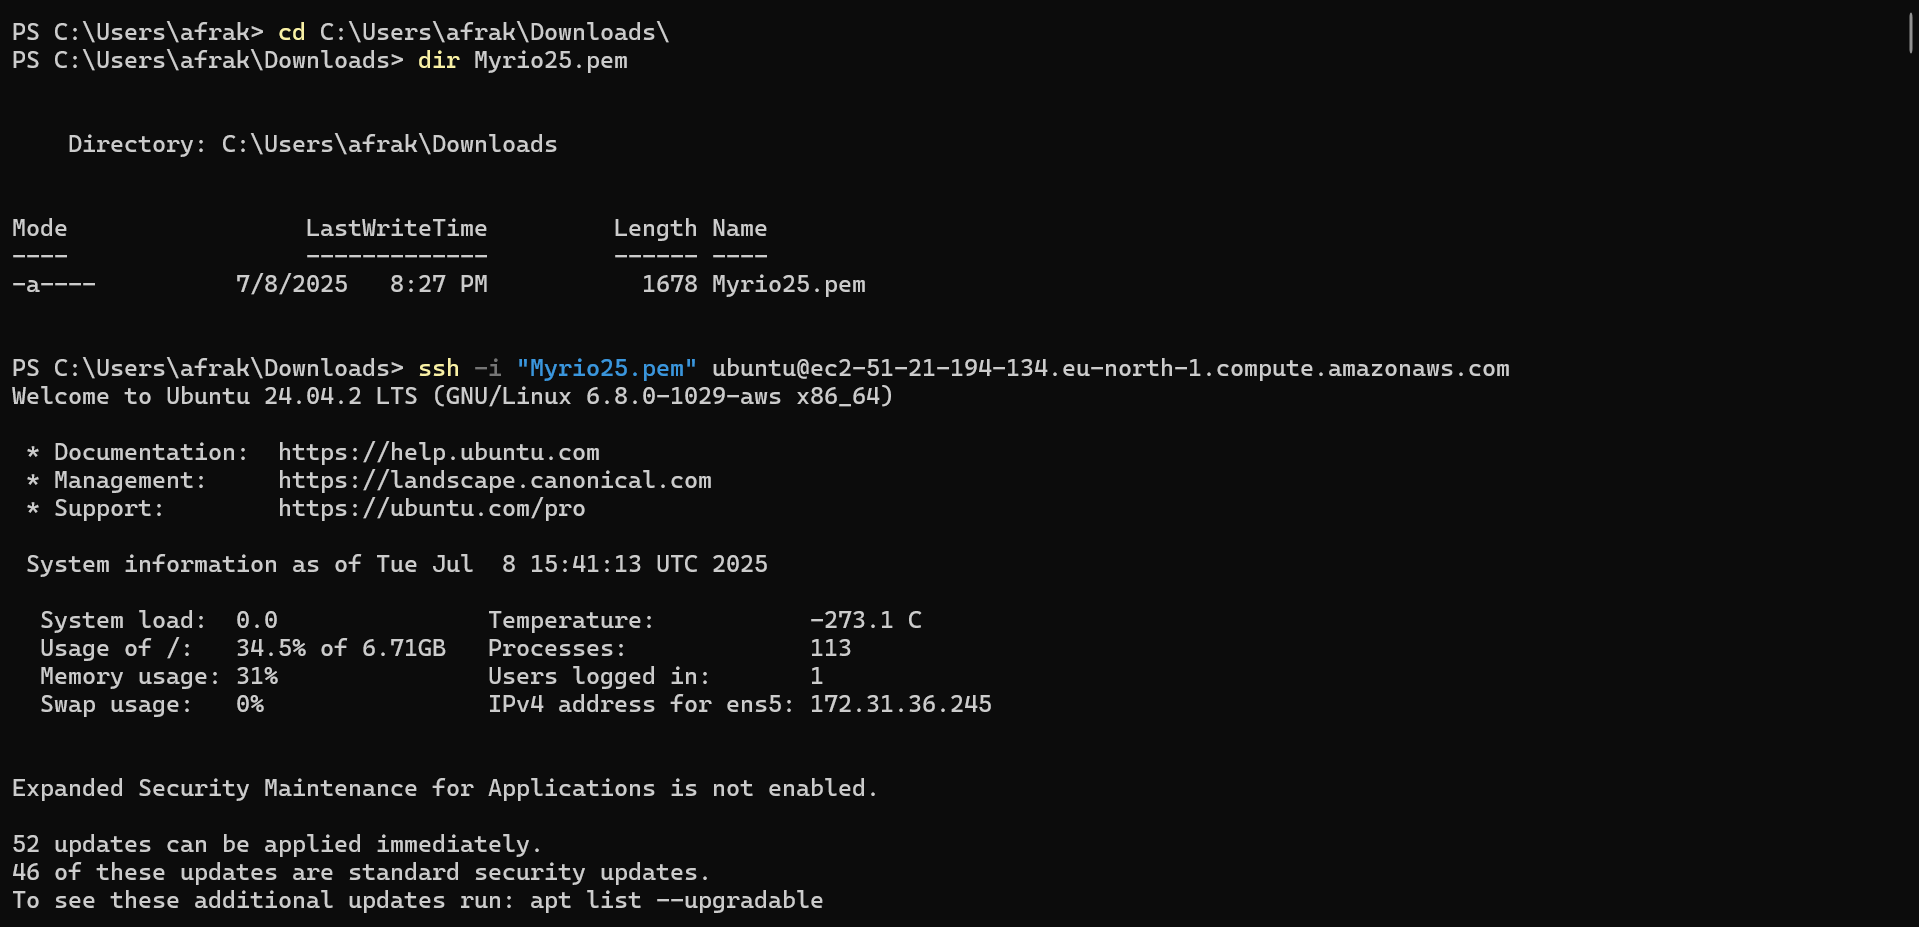 PS C:\Users\afrak> cd C:\Users\afrak\Downloads\
PS C:\Users\afrak\Downloads> dir Myrio25.pem
Directory: C:\Users\afrak\Downloads
Mode                 LastWriteTime         Length Name
----                 -------------         ------ ----
-a----          7/8/2025   8:27 PM           1678 Myrio25.pem
PS C:\Users\afrak\Downloads> ssh -i "Myrio25.pem" ubuntu@ec2-51-21-194-134.eu-north-1.compute.amazonaws.com
Welcome to Ubuntu 24.04.2 LTS (GNU/Linux 6.8.0-1029-aws x86_64)
* Documentation:  https://help.ubuntu.com
* Management:     https://landscape.canonical.com
* Support:        https://ubuntu.com/pro
System information as of Tue Jul  8 15:41:13 UTC 2025
System load:  0.0               Temperature:           -273.1 C
Usage of /:   34.5% of 6.71GB   Processes:             113
Memory usage: 31%               Users logged in:       1
Swap usage:   0%                IPv4 address for ens5: 172.31.36.245
Expanded Security Maintenance for Applications is not enabled.
52 updates can be applied immediately.
46 of these updates are standard security updates.
To see these additional updates run: apt list --upgradable